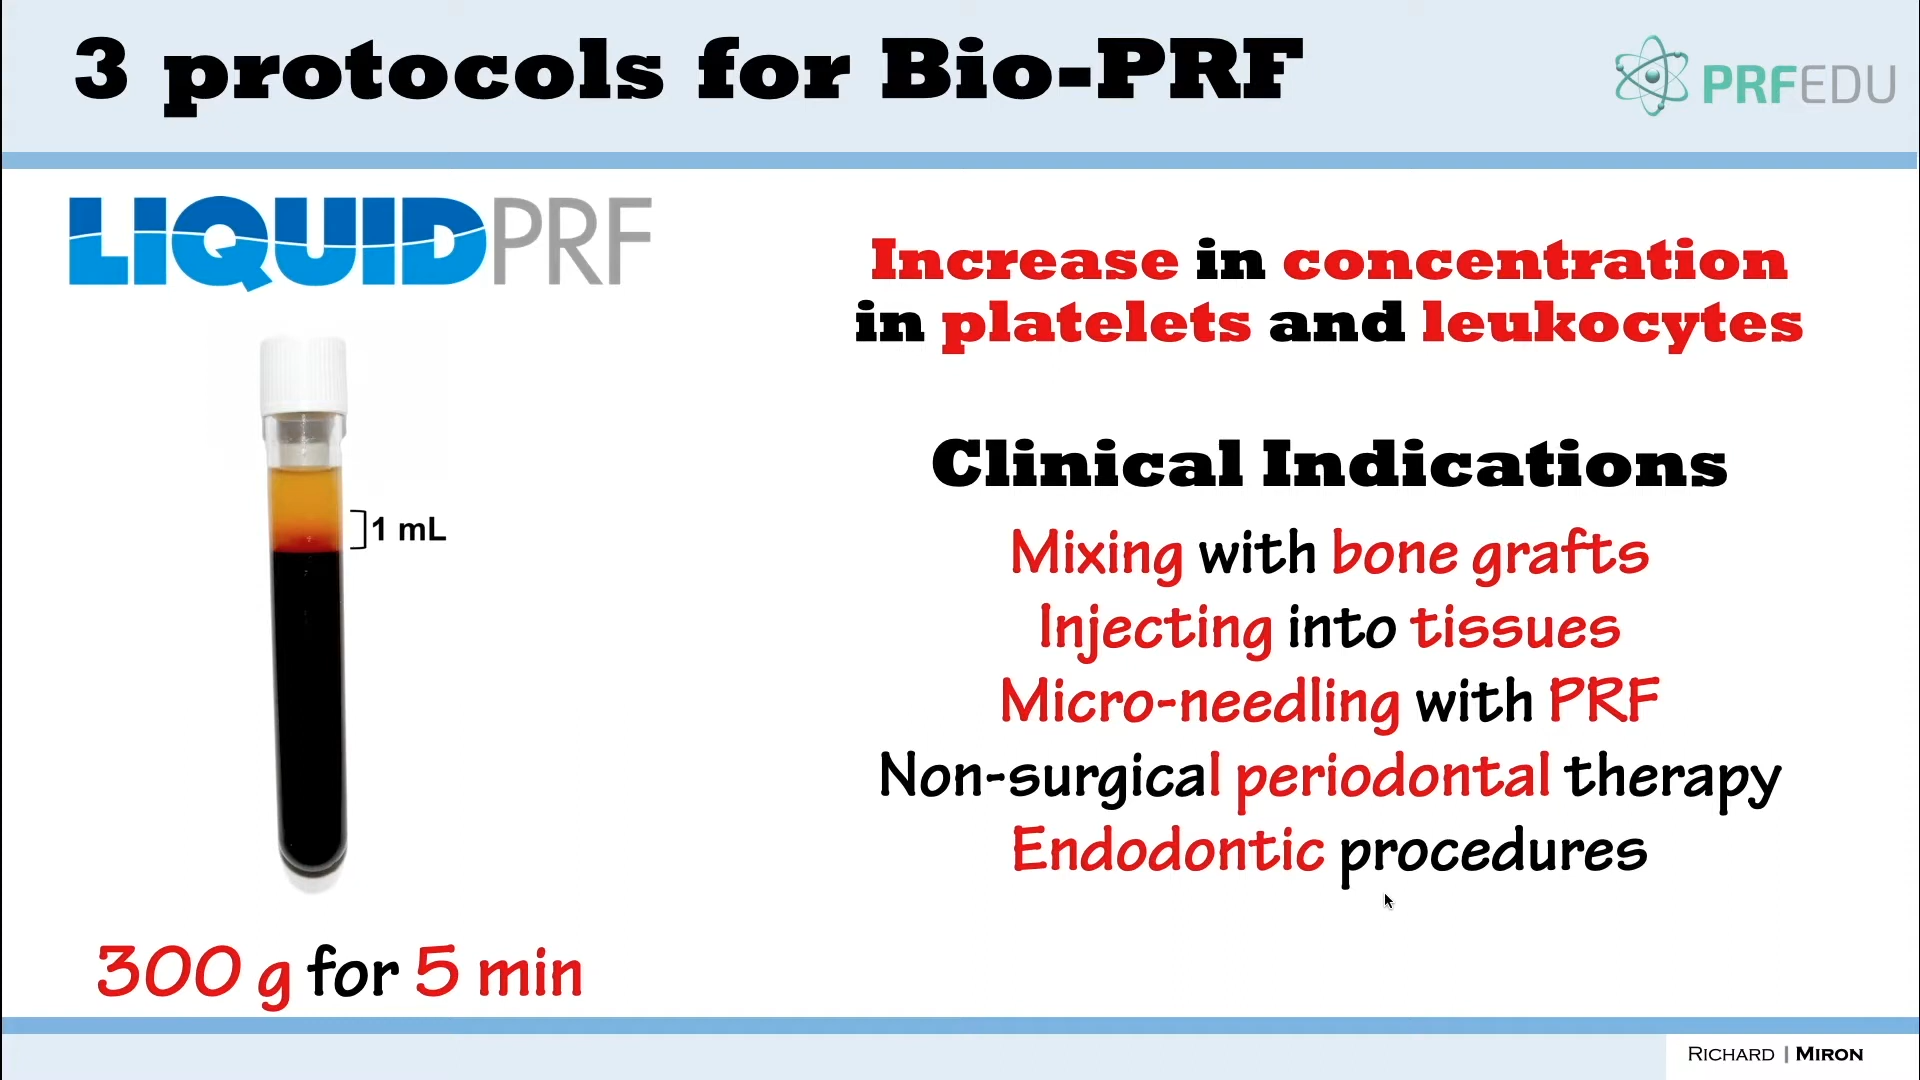 3 protocols for Bio-PRF
PRFEDU
LIQUIDPRF
Increase in concentration
in platelets and leukocytes
1 mL
Clinical Indications
Mixing with bone grafts
Injecting into tissues
Micro-needling with PRF
Non-surgical periodontal therapy
Endodontic procedures
300 g for 5 min
RICHARD | MIRON